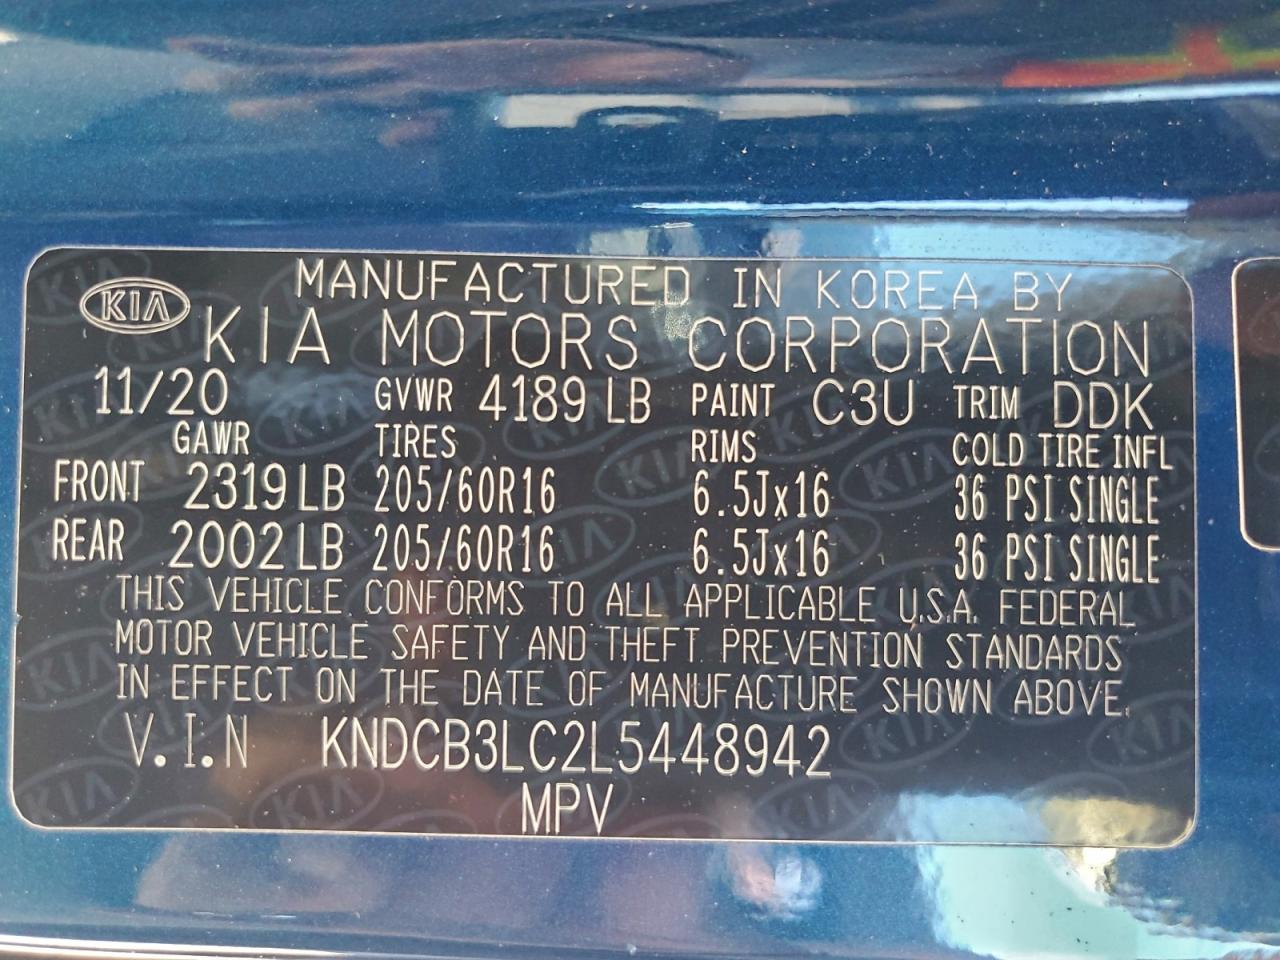 MANUFACTURED IN KOREA BY
KIA KIA MOTORS CORPORATION
11/20 GVWR 4189 LB PAINT C3U TRIM DDK
GAWR TIRES RIMS COLD TIRE INFL
FRONT 2319 LB 205/60R16 6.5Jx16 36 PSI SINGLE
REAR 2002 LB 205/60R16 6.5Jx16 36 PSI SINGLE
THIS VEHICLE CONFORMS TO ALL APPLICABLE U.S.A. FEDERAL
MOTOR VEHICLE SAFETY AND THEFT PREVENTION STANDARDS
IN EFFECT ON THE DATE OF MANUFACTURE SHOWN ABOVE.
V.I.N KNDCB3LC2L5448942
MPV